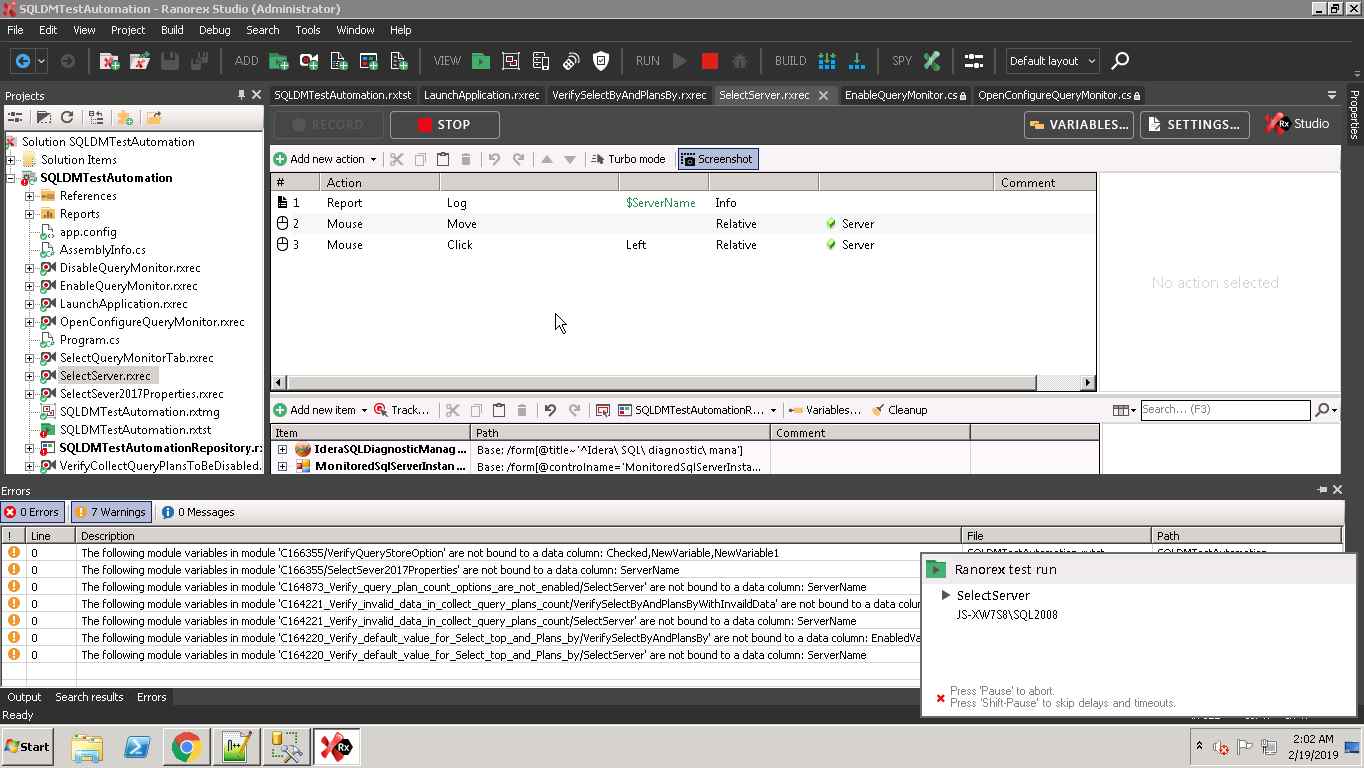 SQLDMTestAutomation - Ranorex Studio (Administrator)
File Edit View Project Build Debug Search Tools Window Help
ADD VIEW RUN BUILD SPY Default layout
Projects
SQLDMTestAutomation.rxtst LaunchApplication.rxrec VerifySelectByAndPlansBy.rxrec SelectServer.rxrec EnableQueryMonitor.cs OpenConfigureQueryMonitor.cs
Properties
RECORD STOP VARIABLES... SETTINGS... Rx Studio
Solution SQLDMTestAutomation
Solution Items
SQLDMTestAutomation
References
Reports
app.config
AssemblyInfo.cs
DisableQueryMonitor.rxrec
EnableQueryMonitor.rxrec
LaunchApplication.rxrec
OpenConfigureQueryMonitor.rxrec
Program.cs
SelectQueryMonitorTab.rxrec
SelectServer.rxrec
SelectSever2017Properties.rxrec
SQLDMTestAutomation.rxtmg
SQLDMTestAutomation.rxtst
SQLDMTestAutomationRepository.r:
VerifyCollectQueryPlansToBeDisabled.
Add new action Turbo mode Screenshot
# Action Comment
1 Report Log $ServerName Info
2 Mouse Move Relative Server
3 Mouse Click Left Relative Server
No action selected
Add new item Track... SQLDMTestAutomationR... Variables... Cleanup Search... (F3)
Item Path Comment
IderaSQLDiagnosticManag ... Base: /form[@title~'^Idera\ SQL\ diagnostic\ mana']
MonitoredSqlServerInstan ... Base: /form[@controlname='MonitoredSqlServerInsta...
Errors
0 Errors 7 Warnings 0 Messages
! Line Description File Path
0 The following module variables in module 'C166355/VerifyQueryStoreOption' are not bound to a data column: Checked,NewVariable,NewVariable1 SQLDMTestAutomation.rxtst SQLDMTestAutomation
0 The following module variables in module 'C166355/SelectSever2017Properties' are not bound to a data column: ServerName
0 The following module variables in module 'C164873_Verify_query_plan_count_options_are_not_enabled/SelectServer' are not bound to a data column: ServerName
0 The following module variables in module 'C164221_Verify_invalid_data_in_collect_query_plans_count/VerifySelectByAndPlansByWithInvaildData' are not bound to a data colun
0 The following module variables in module 'C164221_Verify_invalid_data_in_collect_query_plans_count/SelectServer' are not bound to a data column: ServerName
0 The following module variables in module 'C164220_Verify_default_value_for_Select_top_and_Plans_by/VerifySelectByAndPlansBy' are not bound to a data column: EnabledVa
0 The following module variables in module 'C164220_Verify_default_value_for_Select_top_and_Plans_by/SelectServer' are not bound to a data column: ServerName
Ranorex test run
SelectServer
JS-XW7S8\SQL2008
Press 'Pause' to abort.
Press 'Shift-Pause' to skip delays and timeouts.
Output Search results Errors
Ready
Start
2:02 AM
2/19/2019